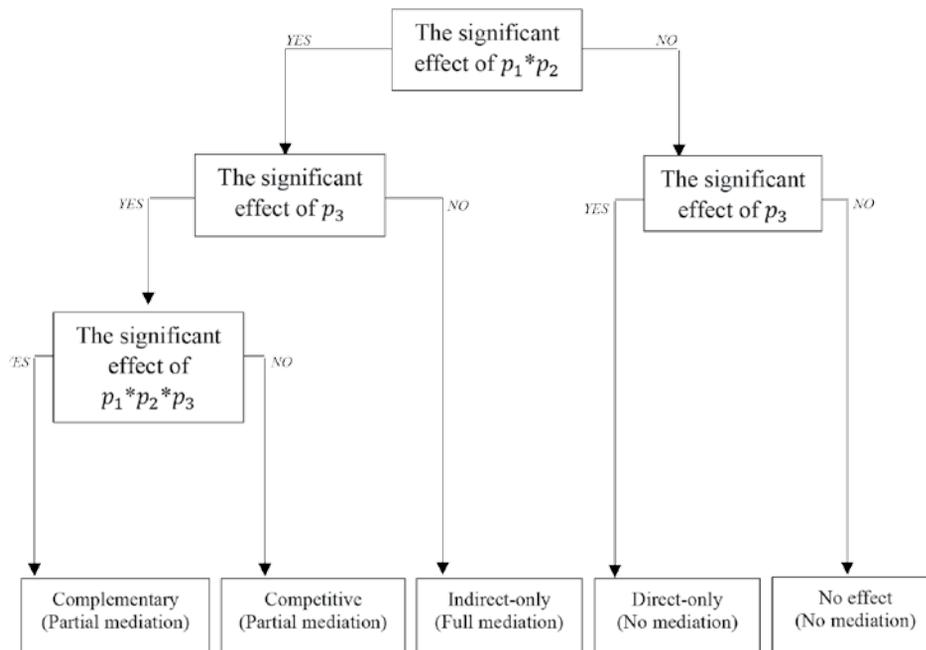 The significant
effect of p₁*p₂
YES
NO
The significant
effect of p₃
The significant
effect of p₃
YES
NO
YES
NO
The significant
effect of
p₁*p₂*p₃
ES
NO
Complementary
(Partial mediation)
Competitive
(Partial mediation)
Indirect-only
(Full mediation)
Direct-only
(No mediation)
No effect
(No mediation)